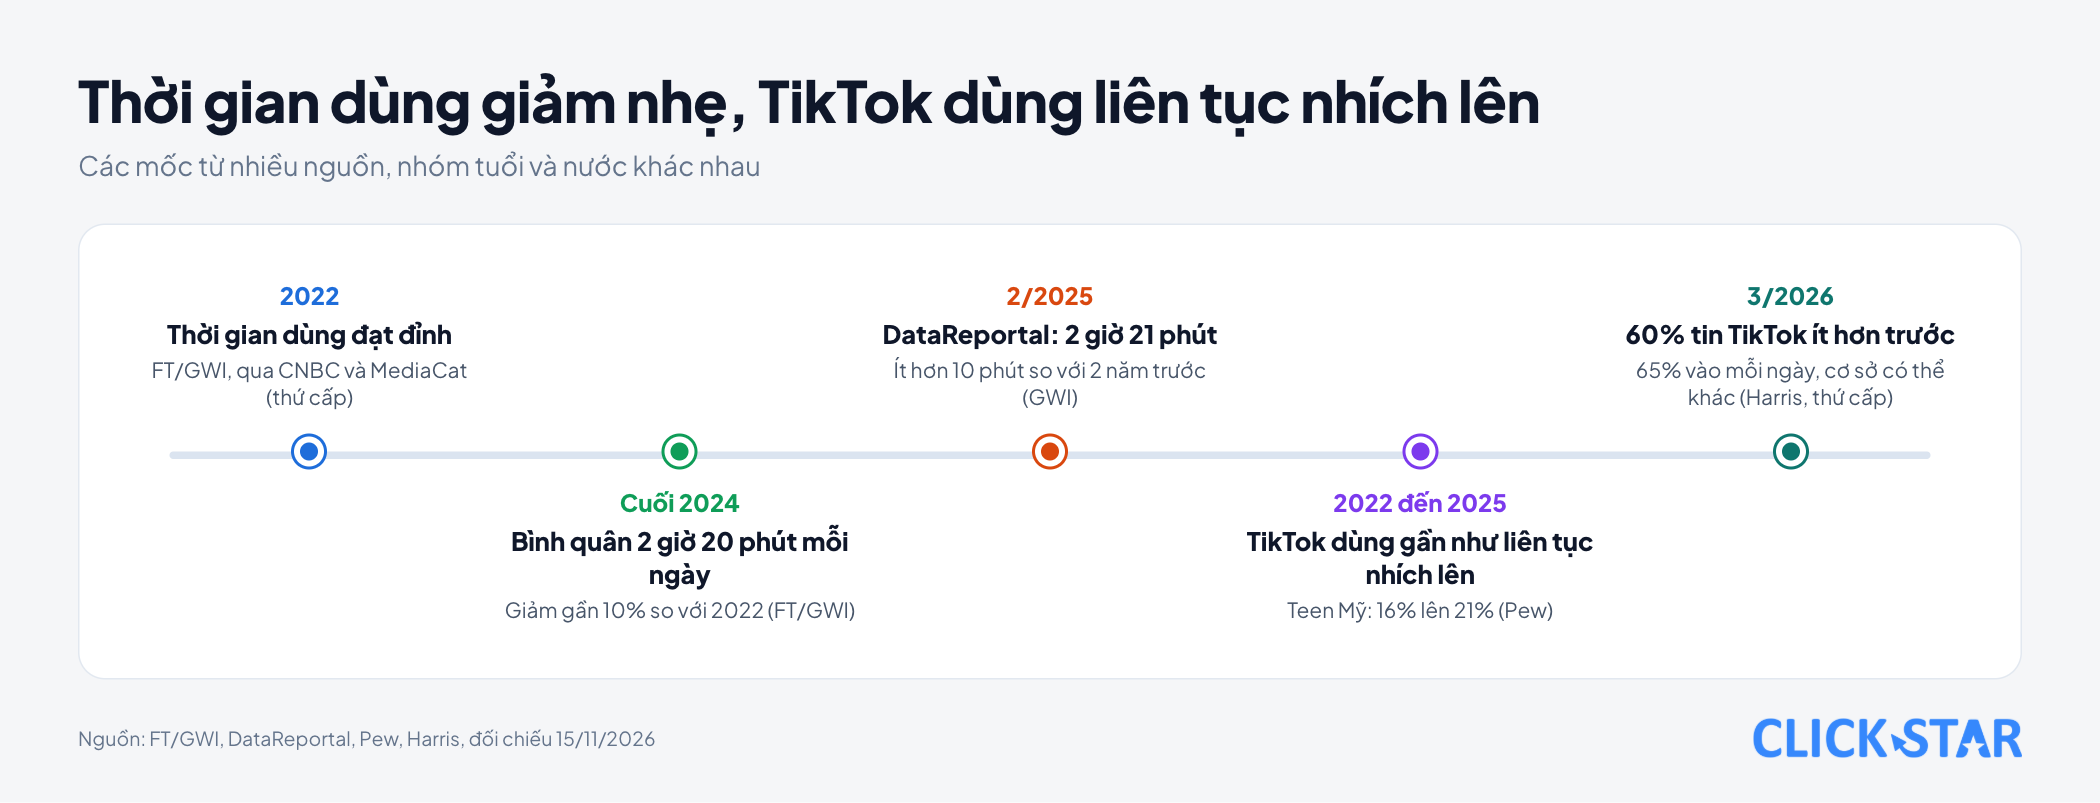 Thời gian dùng giảm nhẹ, TikTok dùng liên tục nhích lên
Các mốc từ nhiều nguồn, nhóm tuổi và nước khác nhau
2022
Thời gian dùng đạt đỉnh
FT/GWI, qua CNBC và MediaCat
(thứ cấp)
Cuối 2024
Bình quân 2 giờ 20 phút mỗi
ngày
Giảm gần 10% so với 2022 (FT/GWI)
2/2025
DataReportal: 2 giờ 21 phút
Ít hơn 10 phút so với 2 năm trước
(GWI)
2022 đến 2025
TikTok dùng gần như liên tục
nhích lên
Teen Mỹ: 16% lên 21% (Pew)
3/2026
60% tin TikTok ít hơn trước
65% vào mỗi ngày, cơ sở có thể
khác (Harris, thứ cấp)
Nguồn: FT/GWI, DataReportal, Pew, Harris, đối chiếu 15/11/2026
CLICK STAR